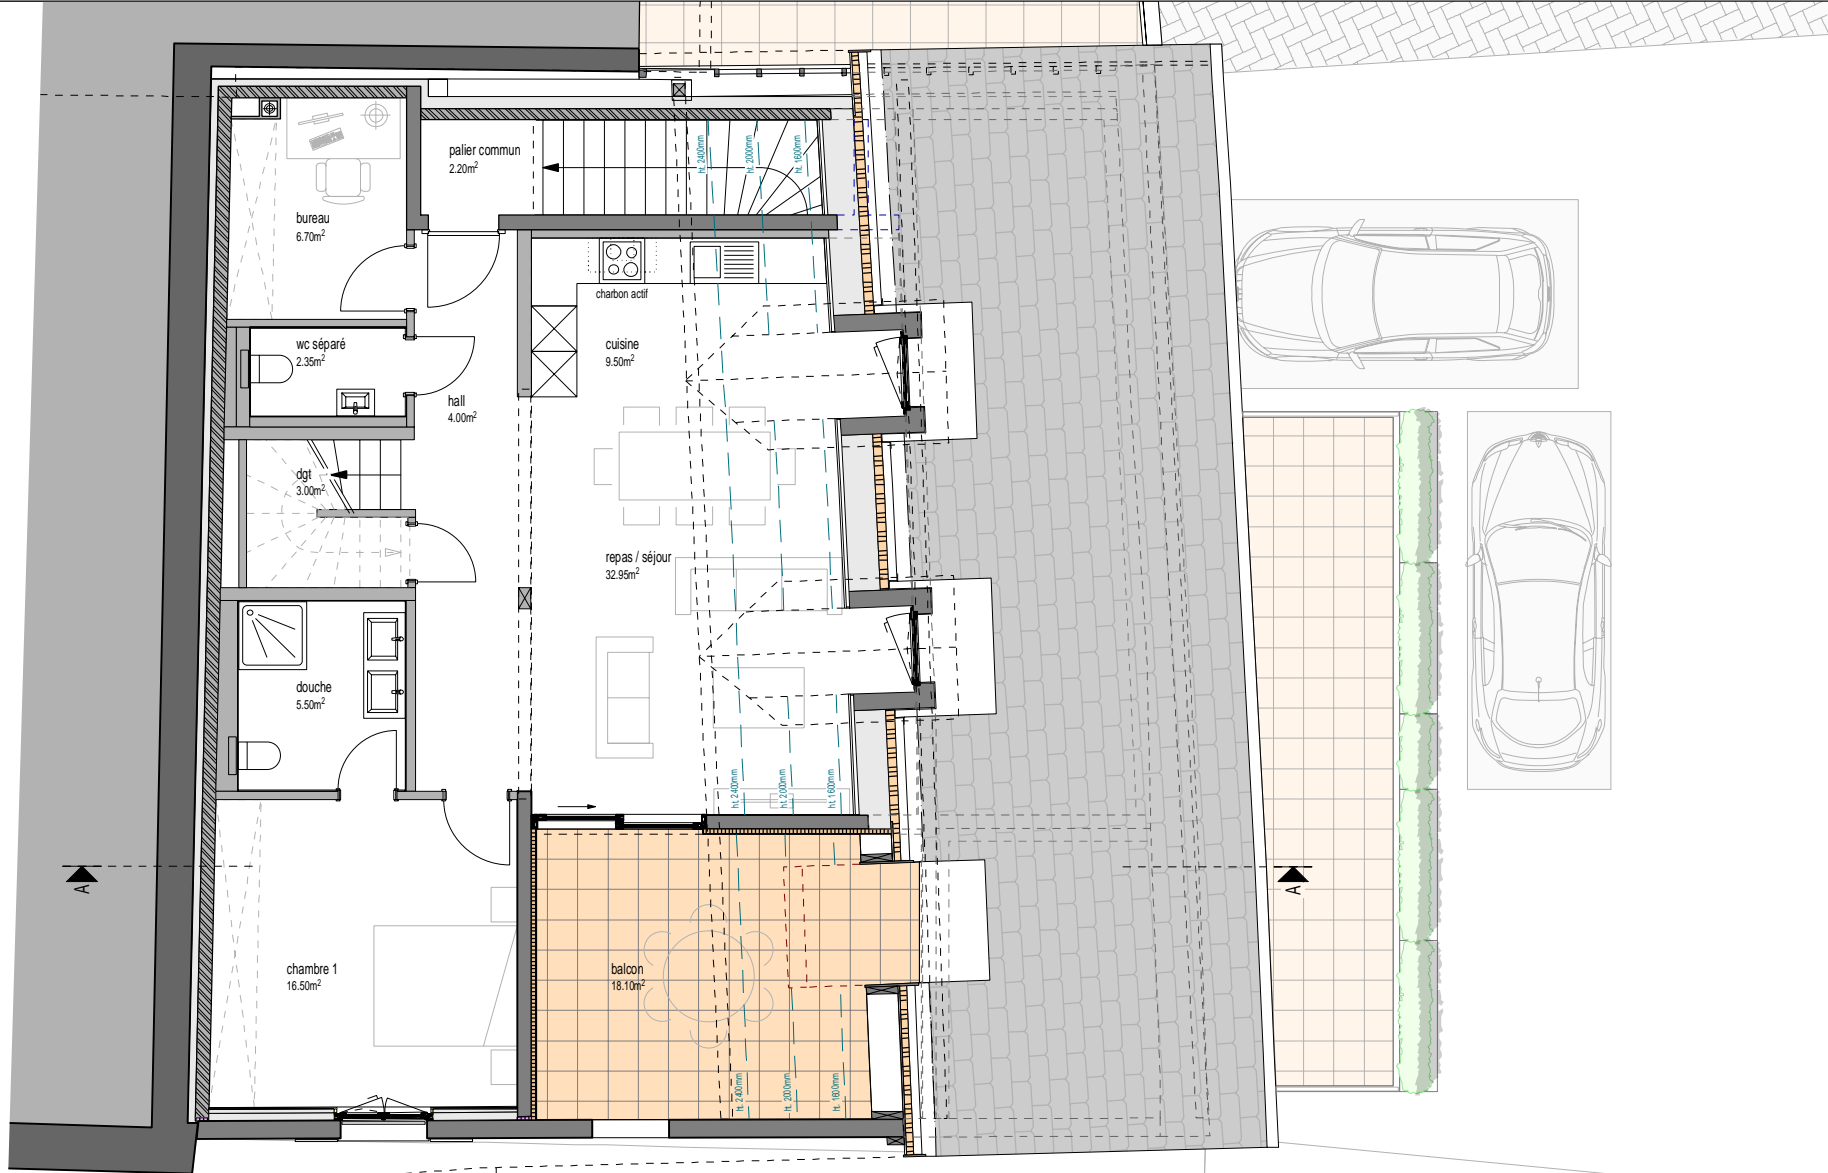 palier commun
2.20m²
ht. 2400mm
ht. 2000mm
ht. 1600mm
bureau
6.70m²
charbon actif
wc séparé
2.35m²
cuisine
9.50m²
hall
4.00m²
dgt
3.00m²
repas / séjour
32.95m²
douche
5.50m²
ht. 2400mm
ht. 2000mm
ht. 1600mm
A
A
chambre 1
16.50m²
balcon
18.10m²
ht. 2400mm
ht. 2000mm
ht. 1600mm